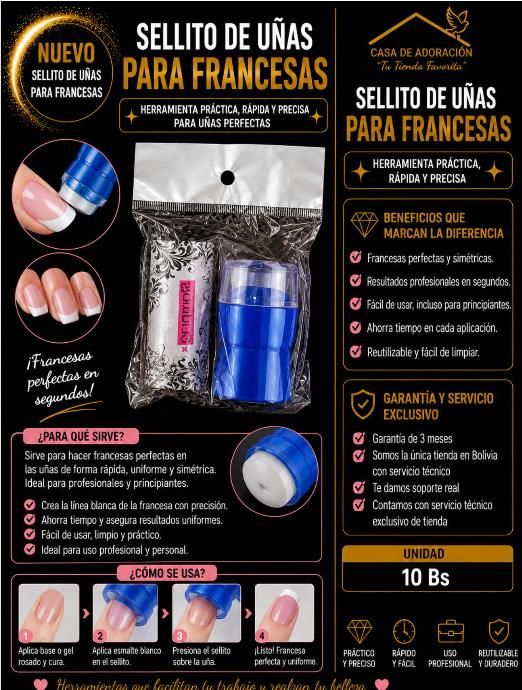 NUEVO
SELLITO DE UÑAS
PARA FRANCESAS
SELLITO DE UÑAS
PARA FRANCESAS
HERRAMIENTA PRÁCTICA, RÁPIDA Y PRECISA
PARA UÑAS PERFECTAS
¡Francesas
perfectas en
segundos!
¿PARA QUÉ SIRVE?
Sirve para hacer francesas perfectas en
las uñas de forma rápida, uniforme y simétrica.
Ideal para profesionales y principiantes.
Crea la línea blanca de la francesa con precisión.
Ahorra tiempo y asegura resultados uniformes.
Fácil de usar, limpio y práctico.
Ideal para uso profesional y personal.
¿CÓMO SE USA?
1
Aplica base o gel
rosado y cura.
2
Aplica esmalte blanco
en el sellito.
3
Presiona el sellito
sobre la uña.
4
¡Listo! Francesa
perfecta y uniforme.
Herramientas que facilitan tu trabajo y realzan tu belleza
CASA DE ADORACIÓN
"Tu Tienda Favorita"
SELLITO DE UÑAS
PARA FRANCESAS
HERRAMIENTA PRÁCTICA,
RÁPIDA Y PRECISA
BENEFICIOS QUE
MARCAN LA DIFERENCIA
Francesas perfectas y simétricas.
Resultados profesionales en segundos.
Fácil de usar, incluso para principiantes.
Ahorra tiempo en cada aplicación.
Reutilizable y fácil de limpiar.
GARANTÍA Y SERVICIO
EXCLUSIVO
Garantía de 3 meses
Somos la única tienda en Bolivia
con servicio técnico
Te damos soporte real
Contamos con servicio técnico
exclusivo de tienda
UNIDAD
10 Bs
PRÁCTICO
Y PRECISO
RÁPIDO
Y FÁCIL
USO
PROFESIONAL
REUTILIZABLE
Y DURADERO